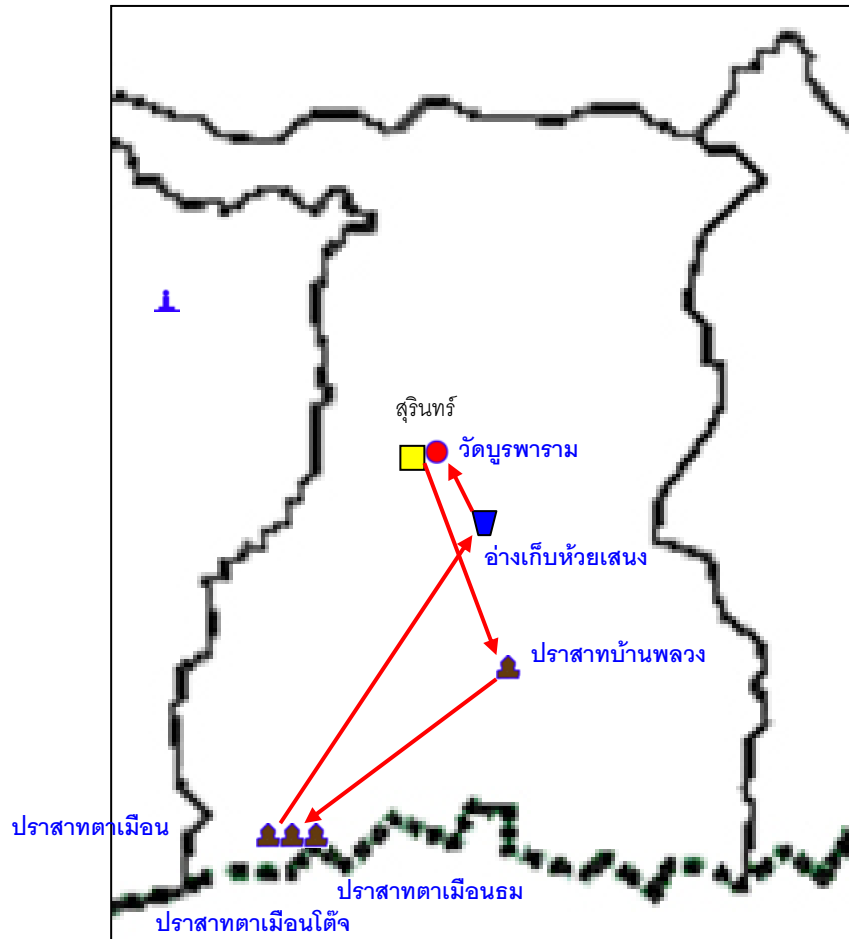 สุรินทร์
วัดบูรพาราม
อ่างเก็บห้วยเสนง
ปราสาทบ้านพลวง
ปราสาทตาเมือน
ปราสาทตาเมือนธม
ปราสาทตาเมือนโต๊จ